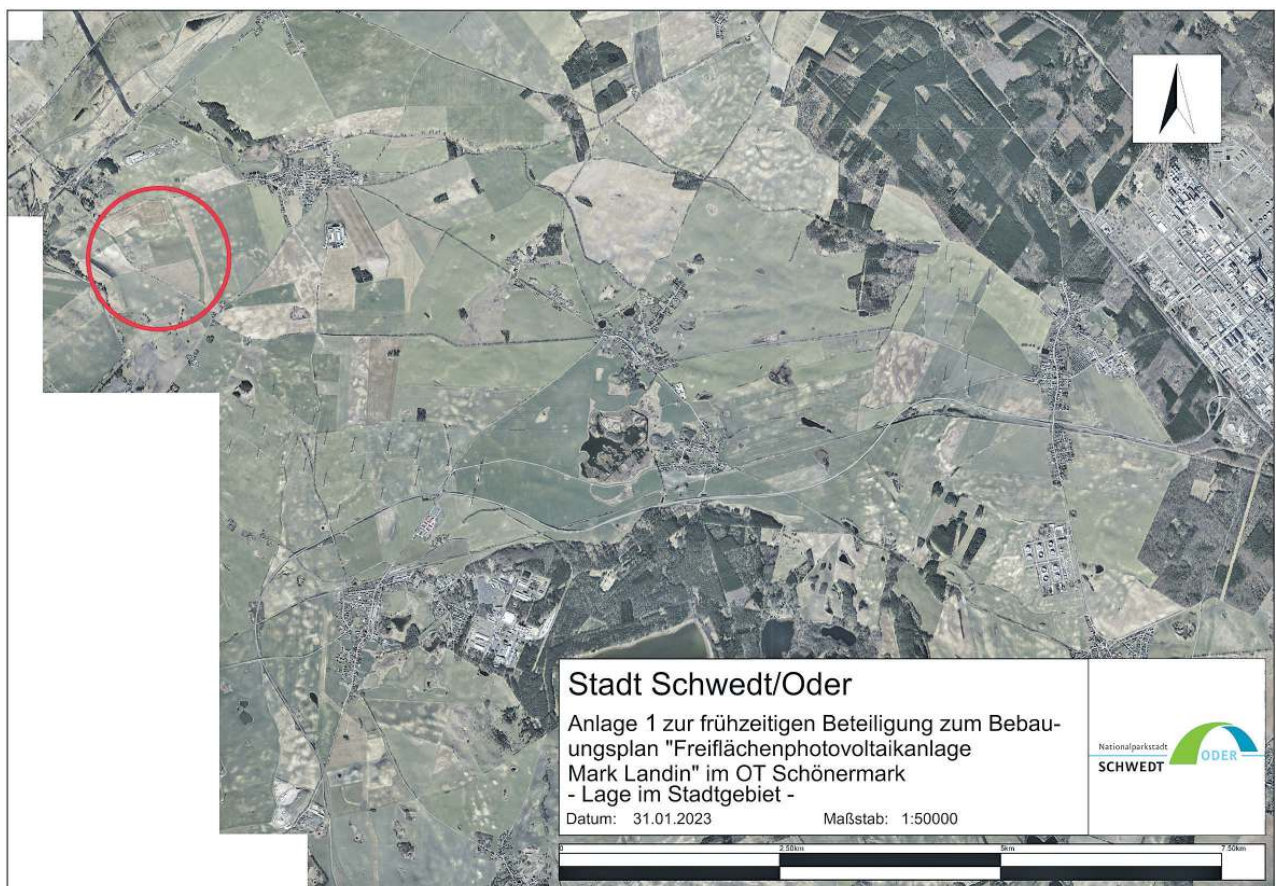 Stadt Schwedt/Oder
Anlage 1 zur frühzeitigen Beteiligung zum Bebau-
ungsplan "Freiflächenphotovoltaikanlage
Mark Landin" im OT Schönermark
- Lage im Stadtgebiet -
Datum: 31.01.2023 Maßstab: 1:50000
Nationalparkstadt
SCHWEDT
ODER
0 2.50km 5km 7.50km